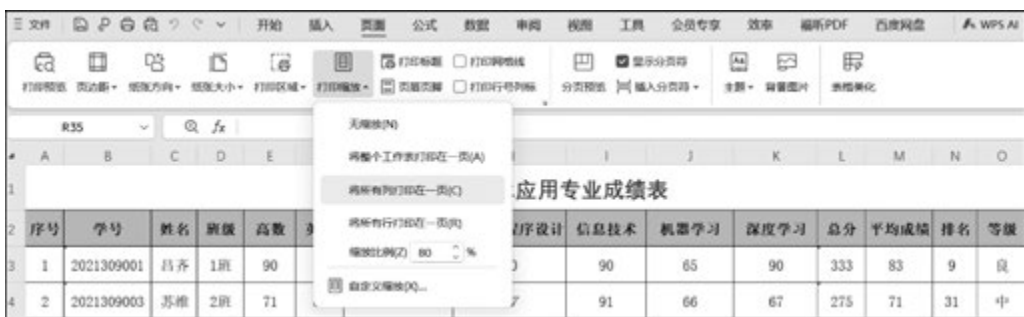 文件 开始 插入 页面 公式 数据 审阅 视图 工具 会员专享 效率 福昕PDF 百度网盘 WPS AI
打印预览 页边距 纸张方向 纸张大小 打印区域 打印缩放 打印标题 打印网格线 分页预览 显示分页符 主题 背景图片 表格美化
页眉页脚 打印行号列标 插入分页符
R35 fx
无缩放(N)
将整个工作表打印在一页(A)
将所有列打印在一页(C)
将所有行打印在一页(R)
缩放比例(Z) 80 %
自定义缩放(X)...
A B C D E I J K L M N O
1 应用专业成绩表
2 序号 学号 姓名 班级 高数 序设计 信息技术 机器学习 深度学习 总分 平均成绩 排名 等级
3 1 2021309001 吕齐 1班 90 90 65 90 333 83 9 良
4 2 2021309003 苏维 2班 71 91 66 67 275 71 31 中